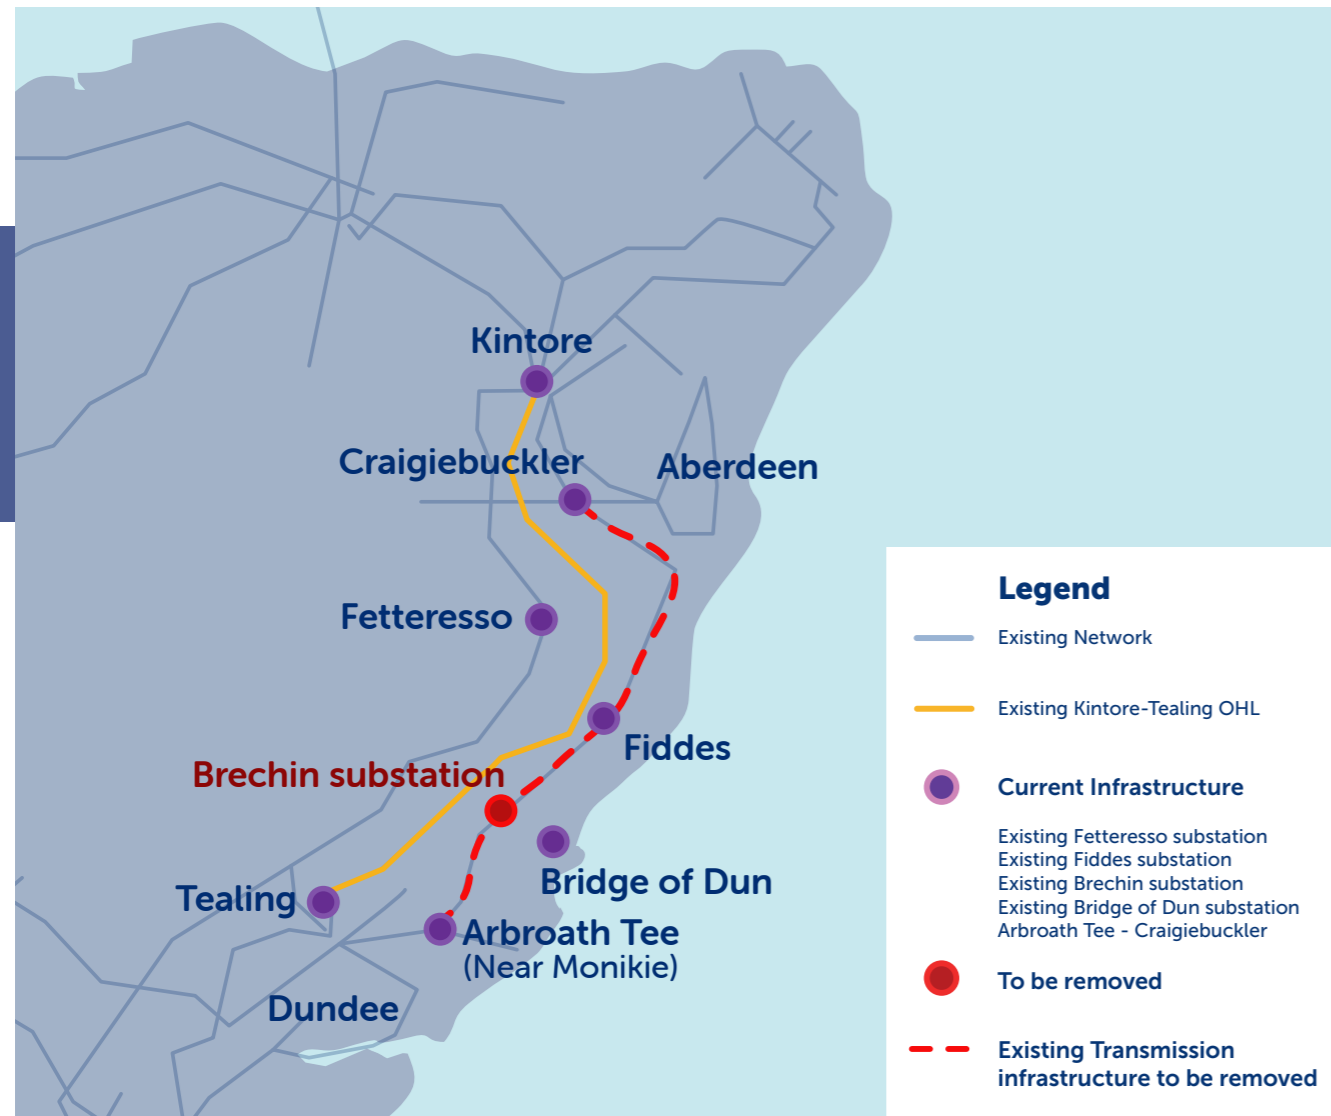 Kintore
Craigiebuckler
Aberdeen
Fetteresso
Fiddes
Brechin substation
Bridge of Dun
Tealing
Arbroath Tee
(Near Monikie)
Dundee
Legend
Existing Network
Existing Kintore-Tealing OHL
Current Infrastructure
Existing Fetteresso substation
Existing Fiddes substation
Existing Brechin substation
Existing Bridge of Dun substation
Arbroath Tee - Craigiebuckler
To be removed
Existing Transmission
infrastructure to be removed